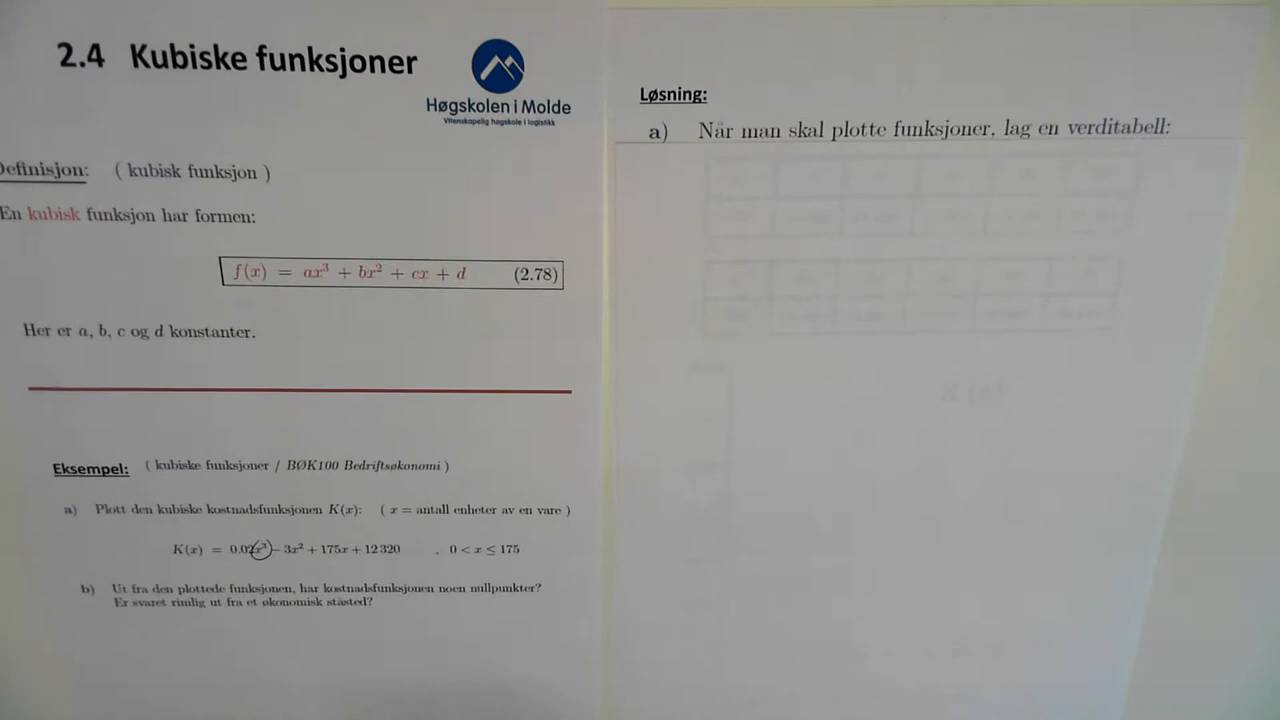 2.4 Kubiske funksjoner
Høgskolen i Molde
Vitenskapelig høgskole i logistikk
Definisjon: ( kubisk funksjon )
En kubisk funksjon har formen:
f(x) = ax³ + bx² + cx + d (2.78)
Her er a, b, c og d konstanter.
Eksempel: ( kubiske funksjoner / BØK100 Bedriftsøkonomi )
a) Plott den kubiske kostnadsfunksjonen K(x): ( x = antall enheter av en vare )
K(x) = 0.02x³ − 3x² + 175x + 12 320 , 0 < x ≤ 175
b) Ut fra den plottede funksjonen, har kostnadsfunksjonen noen nullpunkter?
Er svaret rimlig ut fra et økonomisk ståsted?
Løsning:
a) Når man skal plotte funksjoner, lag en verditabell: